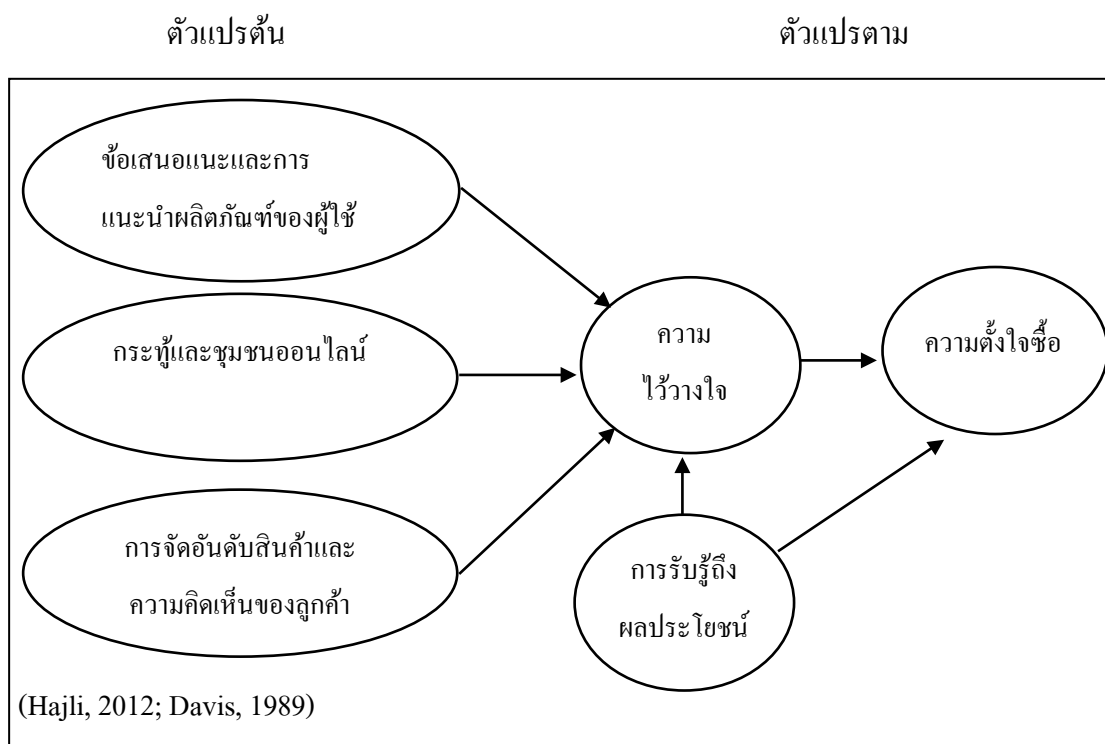 ตัวแปรต้น
ตัวแปรตาม
ข้อเสนอแนะและการ
แนะนำผลิตภัณฑ์ของผู้ใช้
กระทู้และชุมชนออนไลน์
การจัดอันดับสินค้าและ
ความคิดเห็นของลูกค้า
ความ
ไว้วางใจ
การรับรู้ถึง
ผลประโยชน์
ความตั้งใจซื้อ
(Hajli, 2012; Davis, 1989)